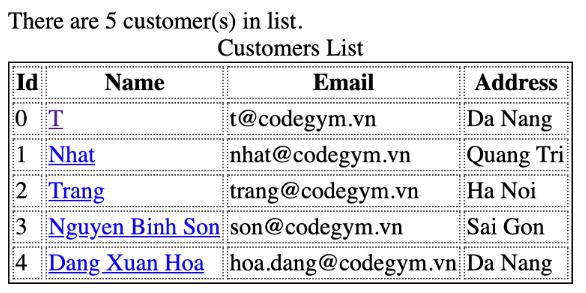 There are 5 customer(s) in list.
Customers List
Id Name Email Address
0 T t@codegym.vn Da Nang
1 Nhat nhat@codegym.vn Quang Tri
2 Trang trang@codegym.vn Ha Noi
3 Nguyen Binh Son son@codegym.vn Sai Gon
4 Dang Xuan Hoa hoa.dang@codegym.vn Da Nang